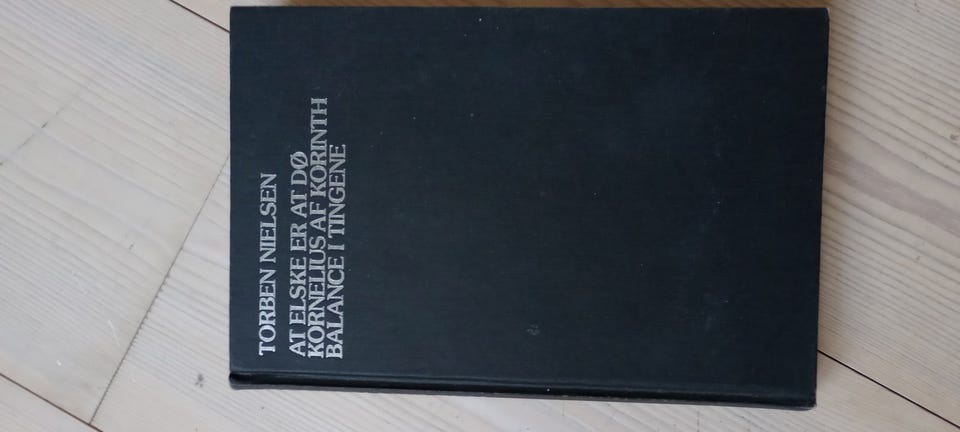 TORBEN NIELSEN
AT ELSKE ER AT DØ
KORNELIUS AF KORINTH
BALANCE I TINGENE